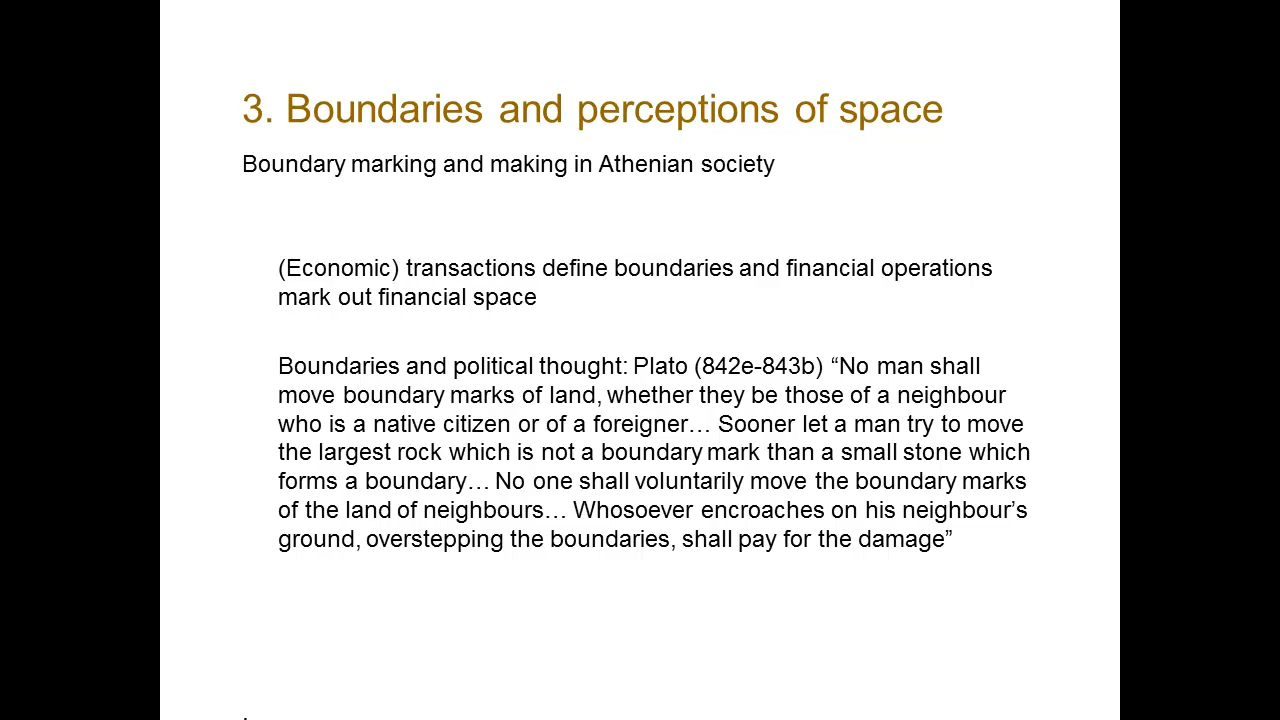 3. Boundaries and perceptions of space
Boundary marking and making in Athenian society
(Economic) transactions define boundaries and financial operations
mark out financial space
Boundaries and political thought: Plato (842e-843b) “No man shall
move boundary marks of land, whether they be those of a neighbour
who is a native citizen or of a foreigner… Sooner let a man try to move
the largest rock which is not a boundary mark than a small stone which
forms a boundary… No one shall voluntarily move the boundary marks
of the land of neighbours… Whosoever encroaches on his neighbour’s
ground, overstepping the boundaries, shall pay for the damage”
.